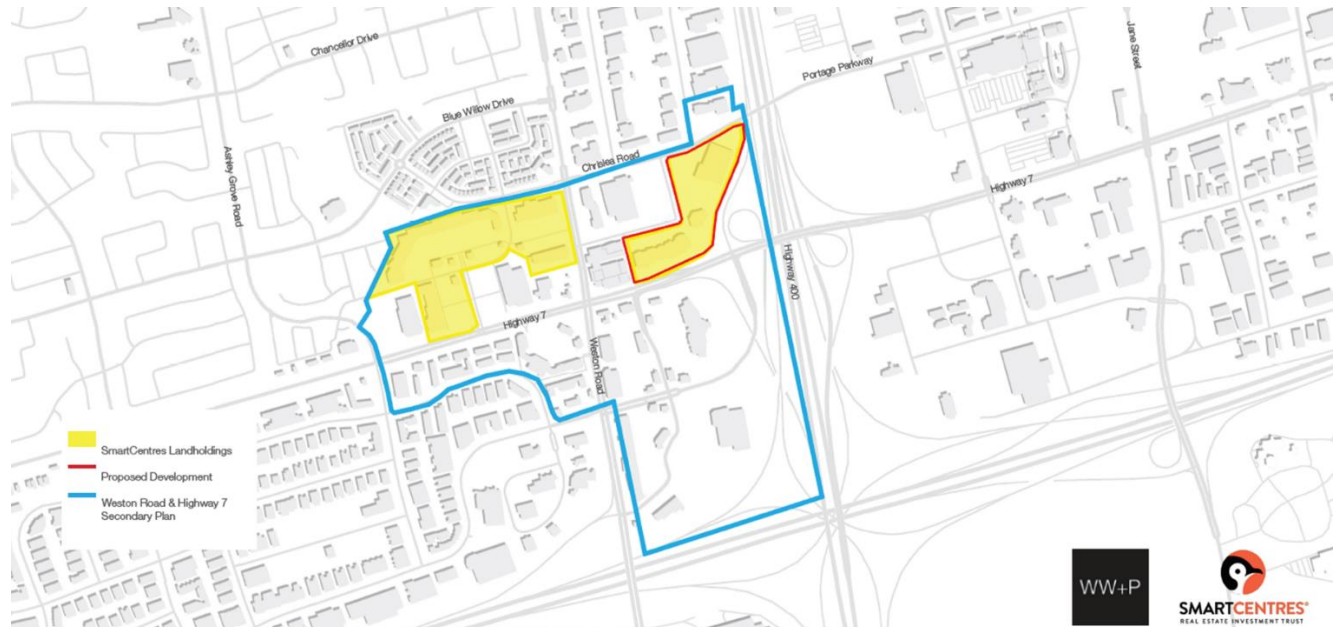 Chancellor Drive
Portage Parkway
Jane Street
Blue Willow Drive
Ashley Grove Road
Chrislea Road
Highway 7
Highway 400
Highway 7
Weston Road
SmartCentres Landholdings
Proposed Development
Weston Road & Highway 7
Secondary Plan
WW+P
SMARTCENTRES®
REAL ESTATE INVESTMENT TRUST